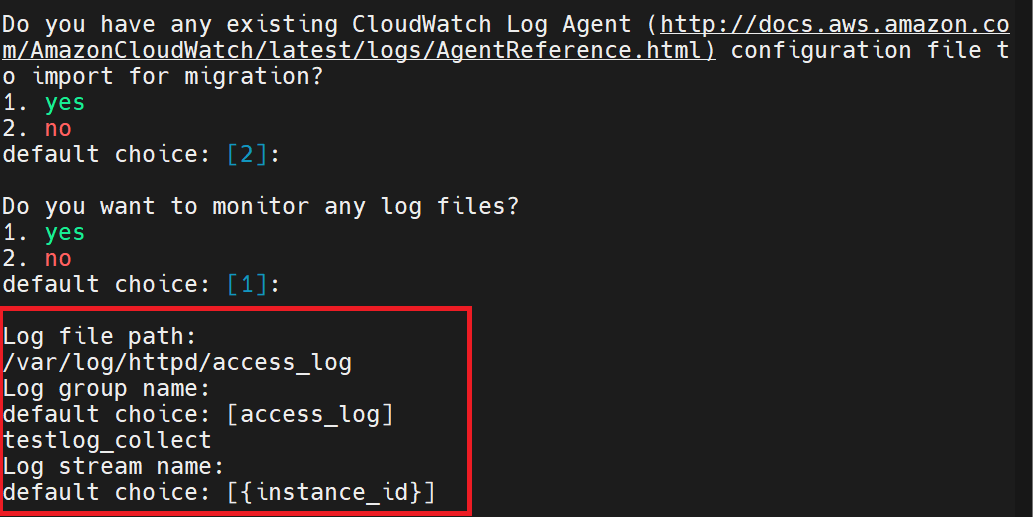 Do you have any existing CloudWatch Log Agent (http://docs.aws.amazon.co
m/AmazonCloudWatch/latest/logs/AgentReference.html) configuration file t
o import for migration?
1. yes
2. no
default choice: [2]:
Do you want to monitor any log files?
1. yes
2. no
default choice: [1]:
Log file path:
/var/log/httpd/access_log
Log group name:
default choice: [access_log]
testlog_collect
Log stream name:
default choice: [{instance_id}]